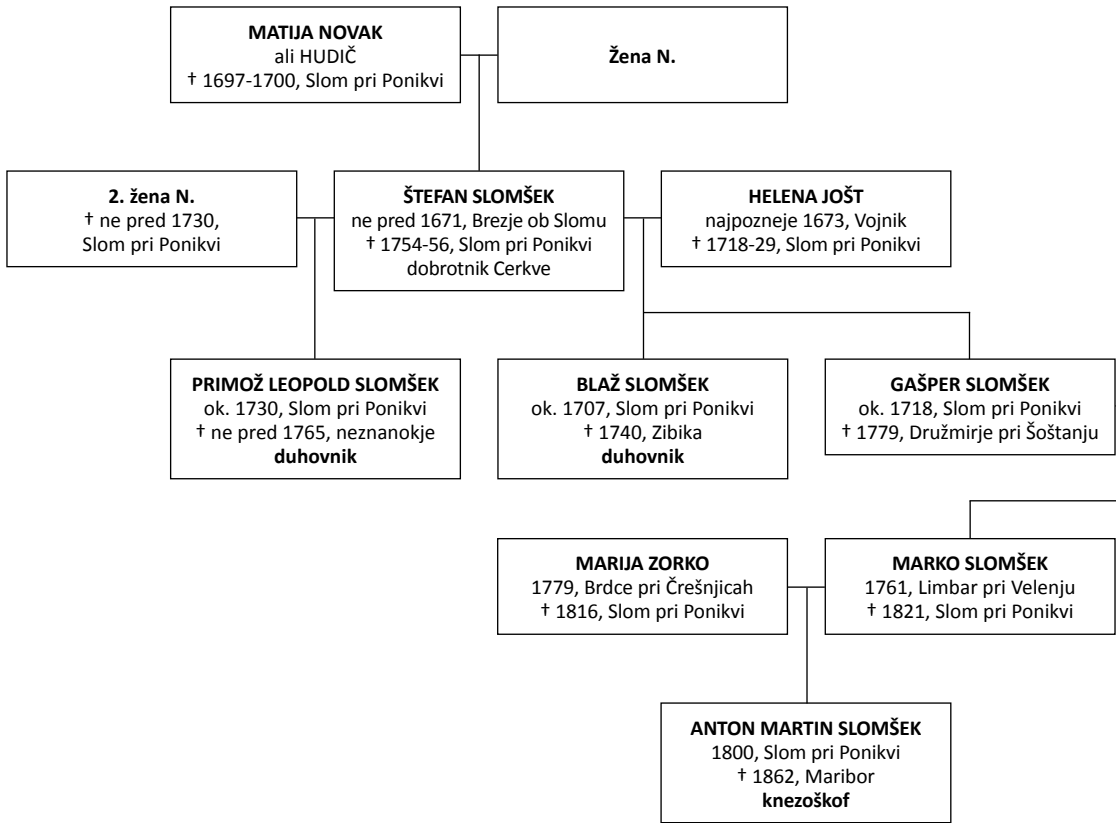 MATIJA NOVAK
ali HUDIČ
† 1697-1700, Slom pri Ponikvi
Žena N.
2. žena N.
† ne pred 1730,
Slom pri Ponikvi
ŠTEFAN SLOMŠEK
ne pred 1671, Brezje ob Slomu
† 1754-56, Slom pri Ponikvi
dobrotnik Cerkve
HELENA JOŠT
najpozneje 1673, Vojnik
† 1718-29, Slom pri Ponikvi
PRIMOŽ LEOPOLD SLOMŠEK
ok. 1730, Slom pri Ponikvi
† ne pred 1765, neznanokje
duhovnik
BLAŽ SLOMŠEK
ok. 1707, Slom pri Ponikvi
† 1740, Zibika
duhovnik
GAŠPER SLOMŠEK
ok. 1718, Slom pri Ponikvi
† 1779, Družmirje pri Šoštanju
MARIJA ZORKO
1779, Brdce pri Črešnjicah
† 1816, Slom pri Ponikvi
MARKO SLOMŠEK
1761, Limbar pri Velenju
† 1821, Slom pri Ponikvi
ANTON MARTIN SLOMŠEK
1800, Slom pri Ponikvi
† 1862, Maribor
knezoškof